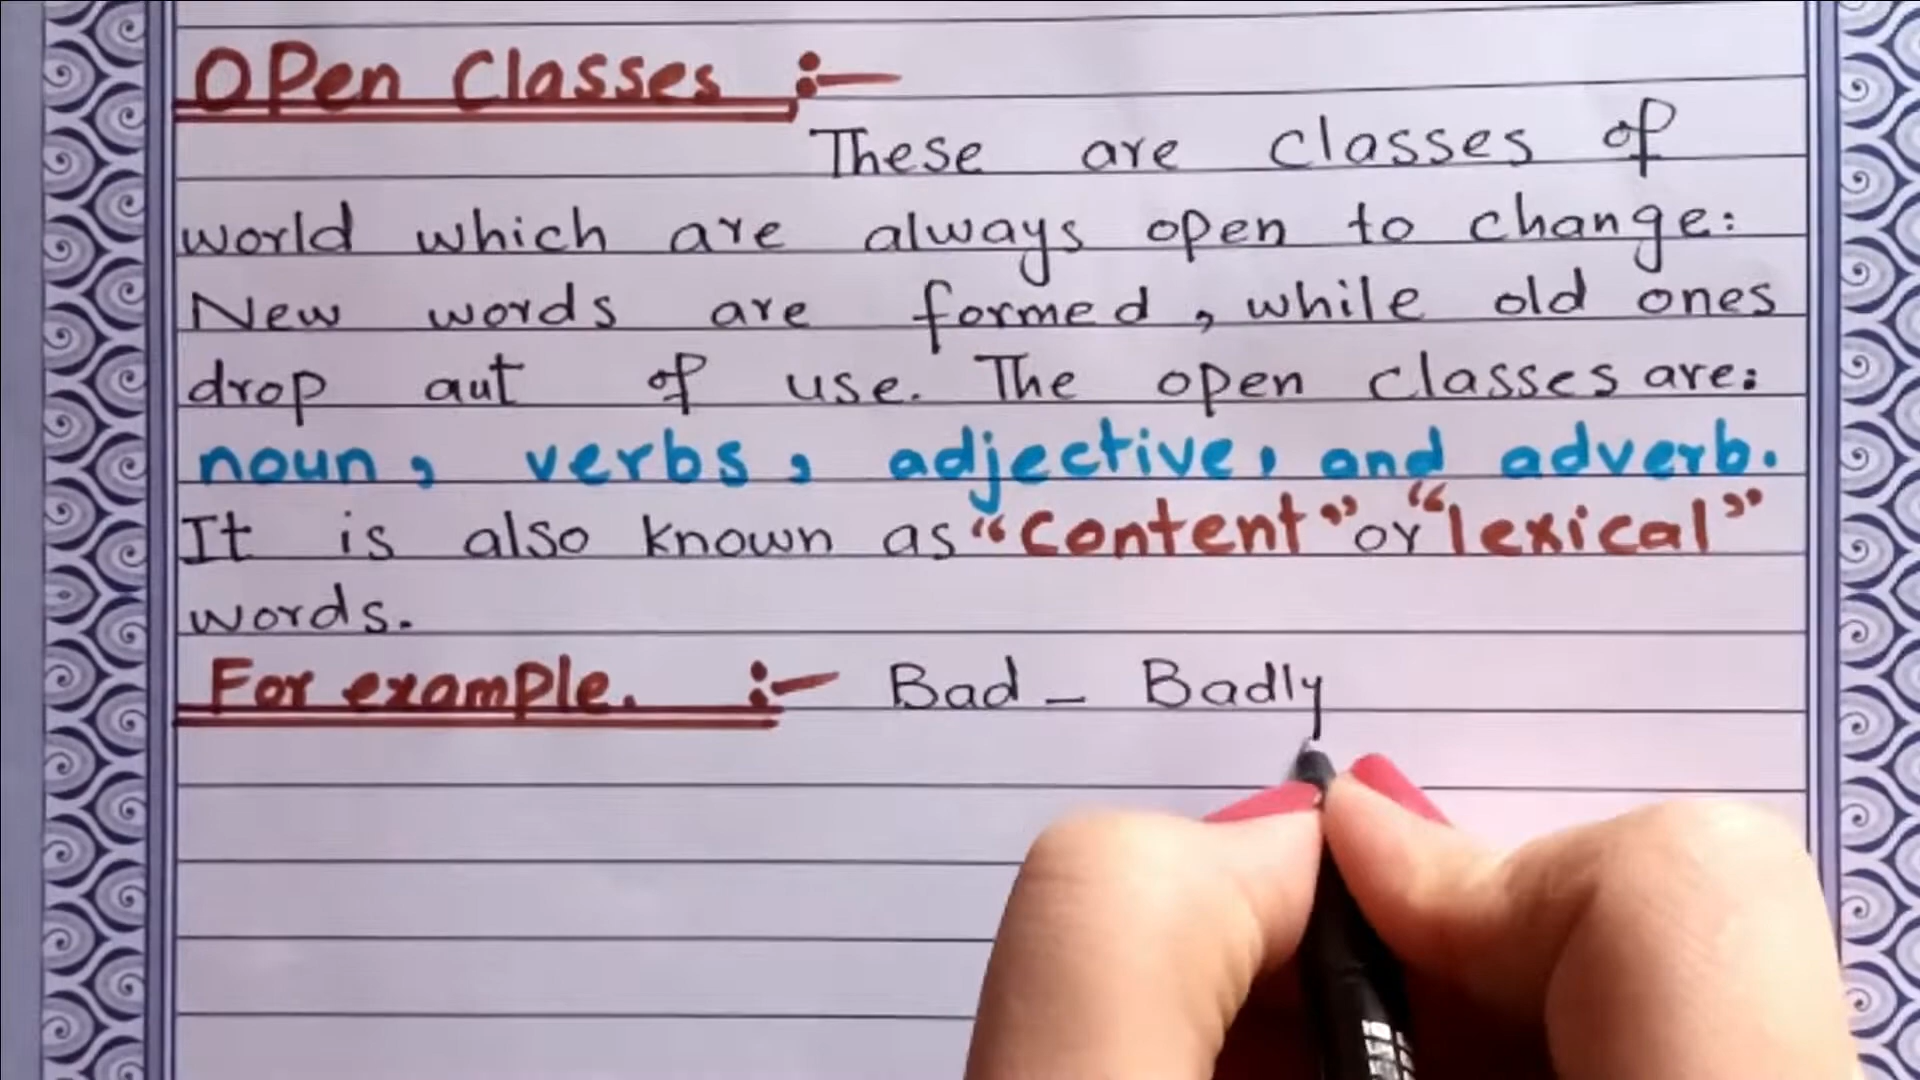 Open Classes :-
These are classes of
world which are always open to change:
New words are formed, while old ones
drop aut of use. The open classes are:
noun, verbs, adjective, and adverb.
It is also known as "Content" or "lexical"
words.
For example. :- Bad - Badly